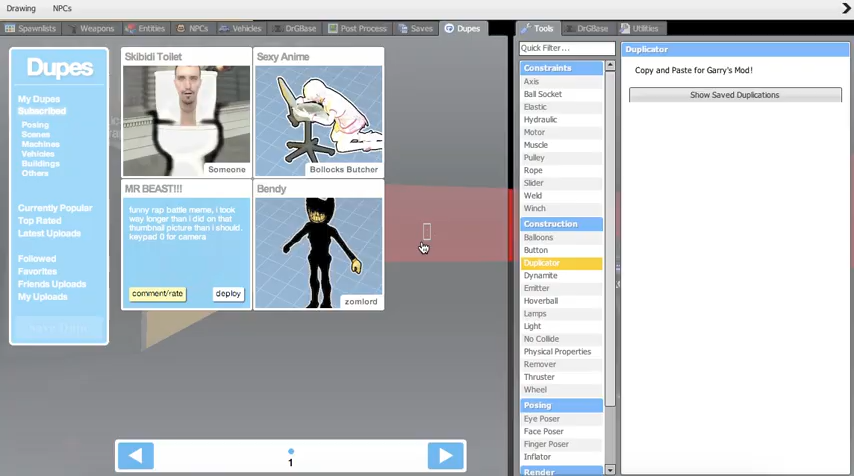 Drawing NPCs
Spawnlists Weapons Entities NPCs Vehicles DrGBase Post Process Saves Dupes
Tools DrGBase Utilities
Dupes
My Dupes
Subscribed
Posing
Scenes
Machines
Vehicles
Buildings
Others
Currently Popular
Top Rated
Latest Uploads
Followed
Favorites
Friends Uploads
My Uploads
Save Dupe
Skibidi Toilet
Someone
Sexy Anime
Bollocks Butcher
MR BEAST!!!
funny rap battle meme, i took
way longer than i did on that
thumbnail picture than i should.
keypad 0 for camera
comment/rate deploy
Bendy
zomlord
1
Quick Filter...
Constraints
Axis
Ball Socket
Elastic
Hydraulic
Motor
Muscle
Pulley
Rope
Slider
Weld
Winch
Construction
Balloons
Button
Duplicator
Dynamite
Emitter
Hoverball
Lamps
Light
No Collide
Physical Properties
Remover
Thruster
Wheel
Posing
Eye Poser
Face Poser
Finger Poser
Inflator
Render
Duplicator
Copy and Paste for Garry's Mod!
Show Saved Duplications